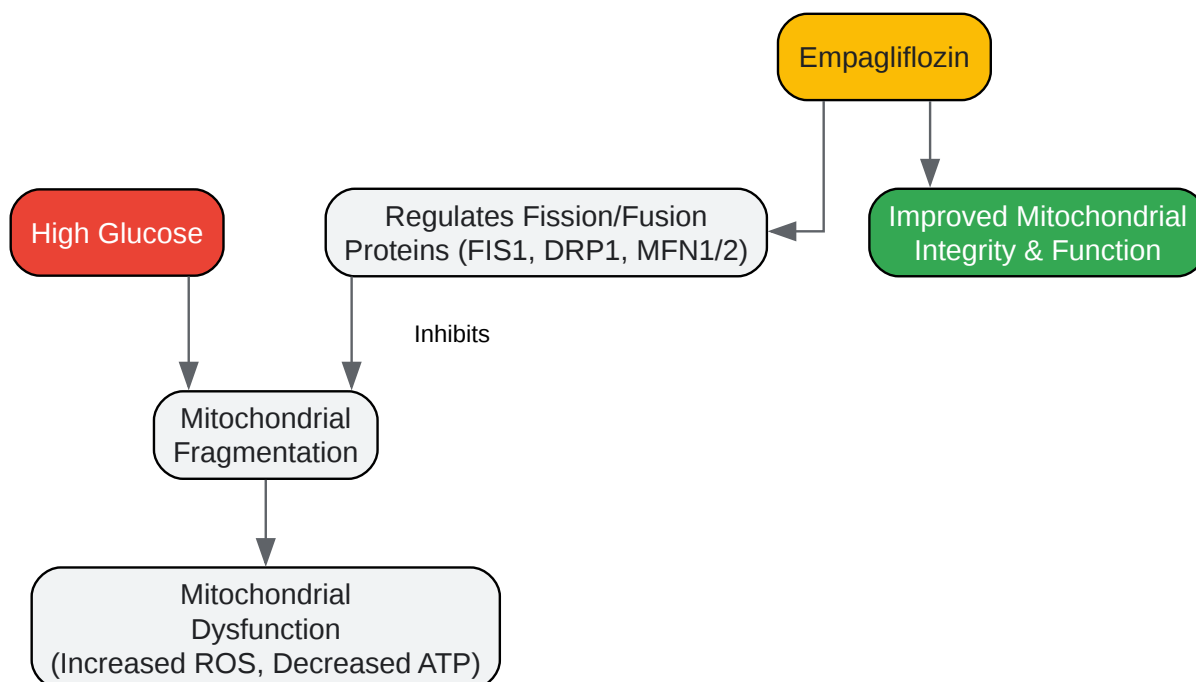 Empagliflozin
High Glucose
Regulates Fission/Fusion
Proteins (FIS1, DRP1, MFN1/2)
Improved Mitochondrial
Integrity & Function
Inhibits
Mitochondrial
Fragmentation
Mitochondrial
Dysfunction
(Increased ROS, Decreased ATP)